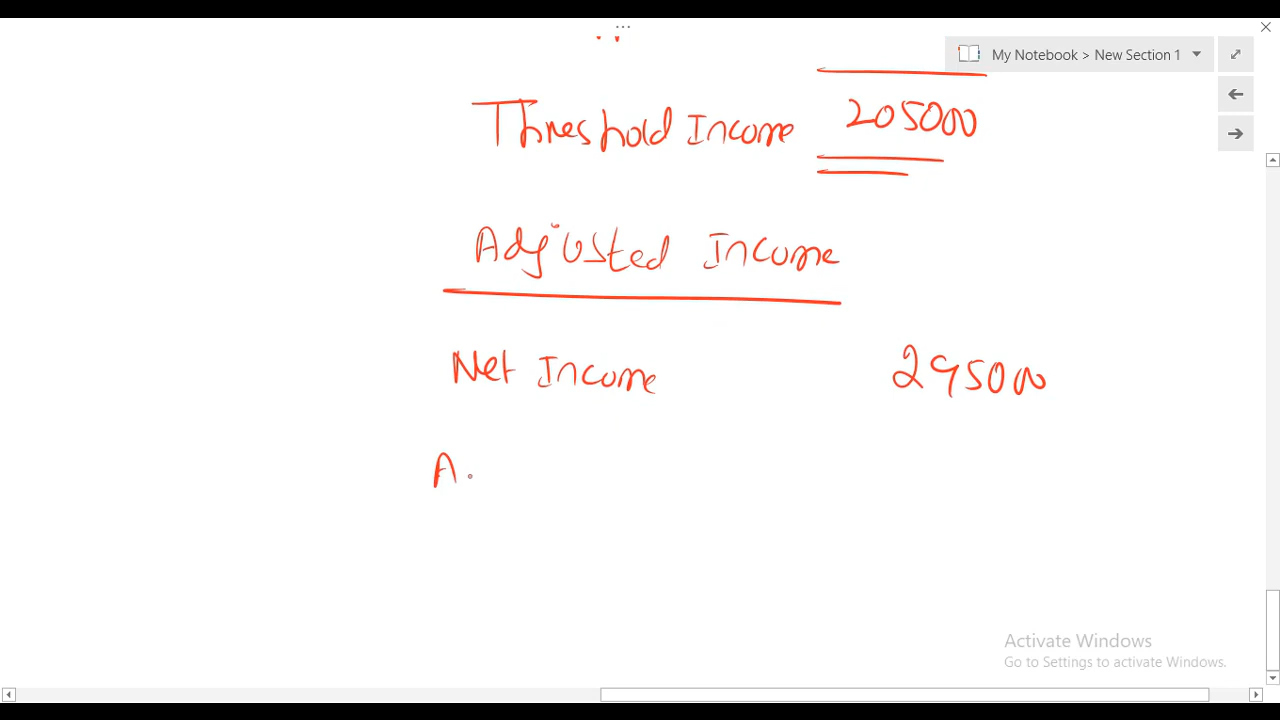 My Notebook > New Section 1
Threshold Income 205000
Adjusted Income
Net Income 295000
A
Activate Windows
Go to Settings to activate Windows.